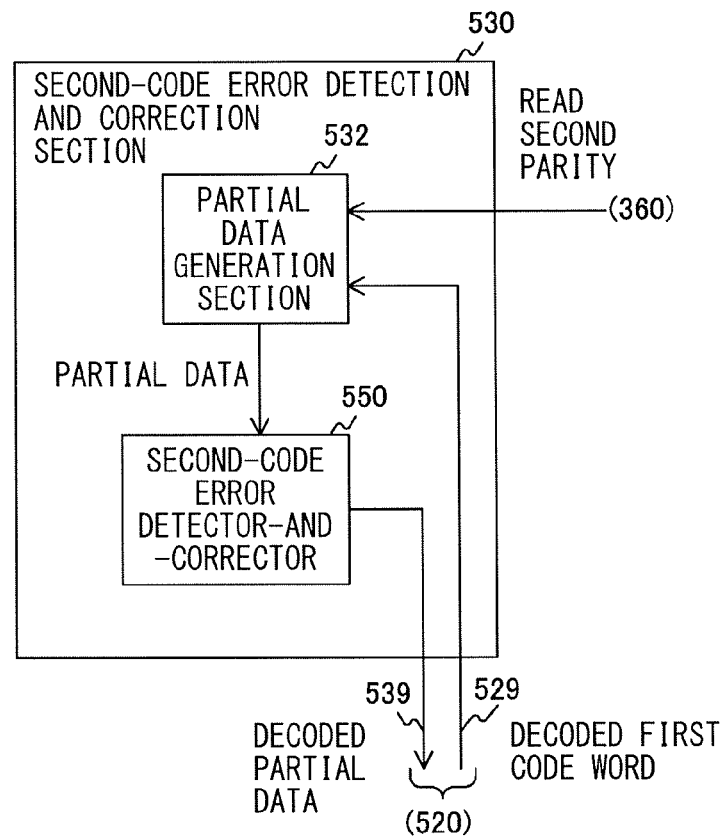 530
SECOND-CODE ERROR DETECTION
AND CORRECTION
SECTION
READ
SECOND
PARITY
532
PARTIAL
DATA
GENERATION
SECTION
(360)
PARTIAL DATA
550
SECOND-CODE
ERROR
DETECTOR-AND
-CORRECTOR
539
529
DECODED
PARTIAL
DATA
DECODED FIRST
CODE WORD
(520)